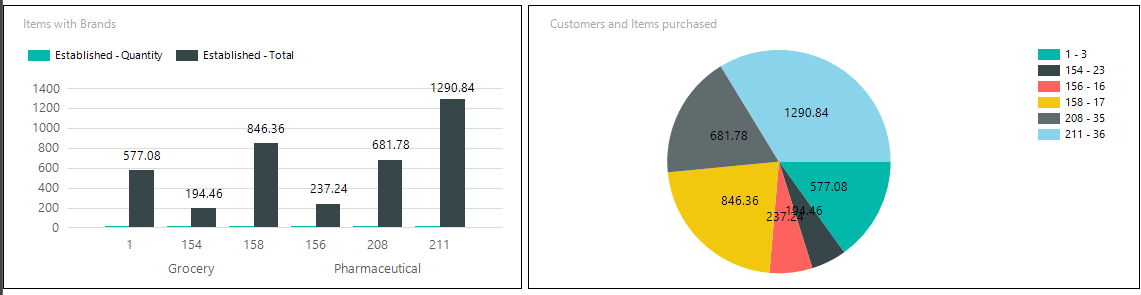 Items with Brands
Established - Quantity
Established - Total
1400
1200
1000
800
600
400
200
0
577.08
194.46
846.36
237.24
681.78
1290.84
1
154
158
156
208
211
Grocery
Pharmaceutical
Customers and Items purchased
1290.84
681.78
577.08
846.36
194.46
237.24
1 - 3
154 - 23
156 - 16
158 - 17
208 - 35
211 - 36